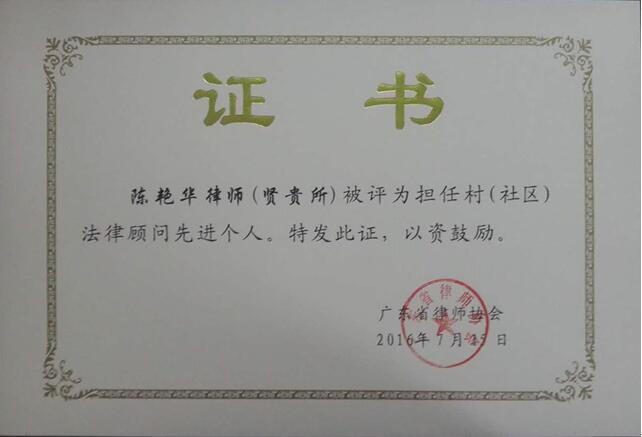 证 书
陈艳华律师(贤贵所)被评为担任村(社区)
法律顾问先进个人。特发此证，以资鼓励。
广东省律师协会
2016年7月25日